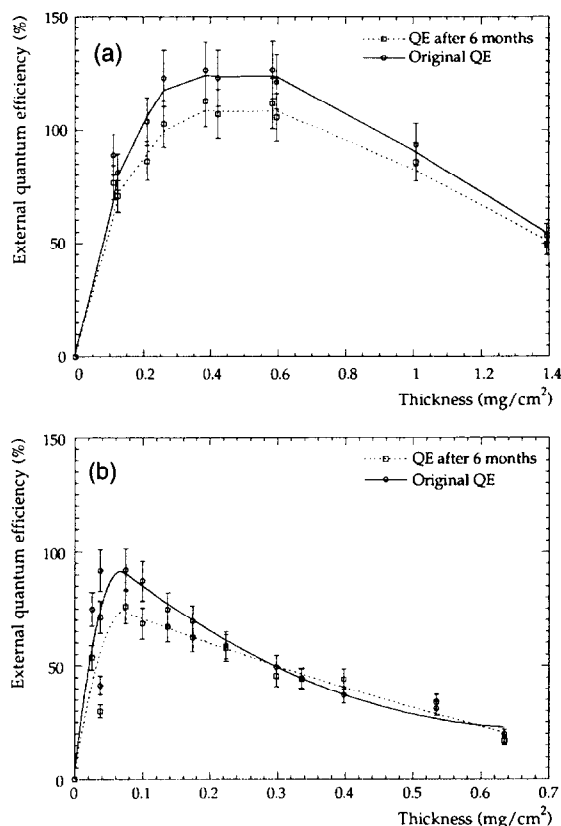 (a)
QE after 6 months
Original QE
External quantum efficiency (%)
150
100
50
0
0 0.2 0.4 0.6 0.8 1.0 1.2 1.4
Thickness (mg/cm²)
(b)
QE after 6 months
Original QE
External quantum efficiency (%)
150
100
50
0
0 0.1 0.2 0.3 0.4 0.5 0.6 0.7
Thickness (mg/cm²)